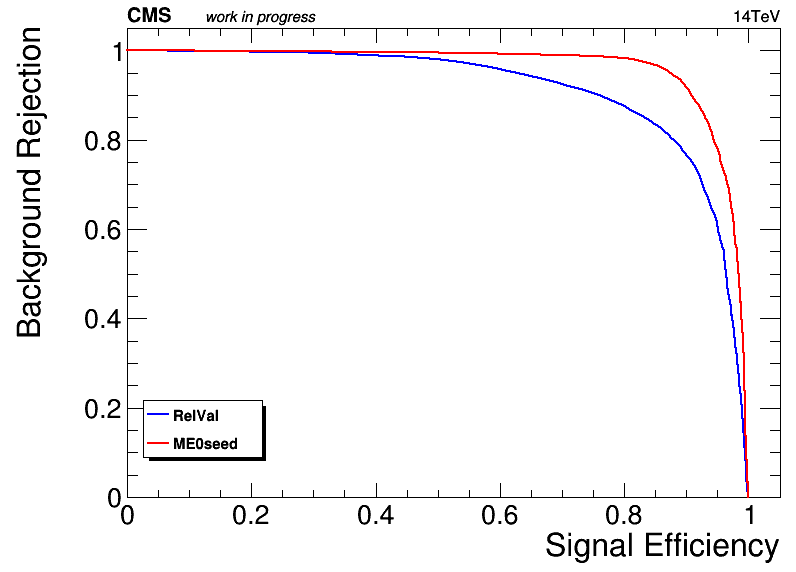 CMS work in progress 14TeV
Background Rejection
1
0.8
0.6
0.4
0.2
0
RelVal
ME0seed
0 0.2 0.4 0.6 0.8 1
Signal Efficiency